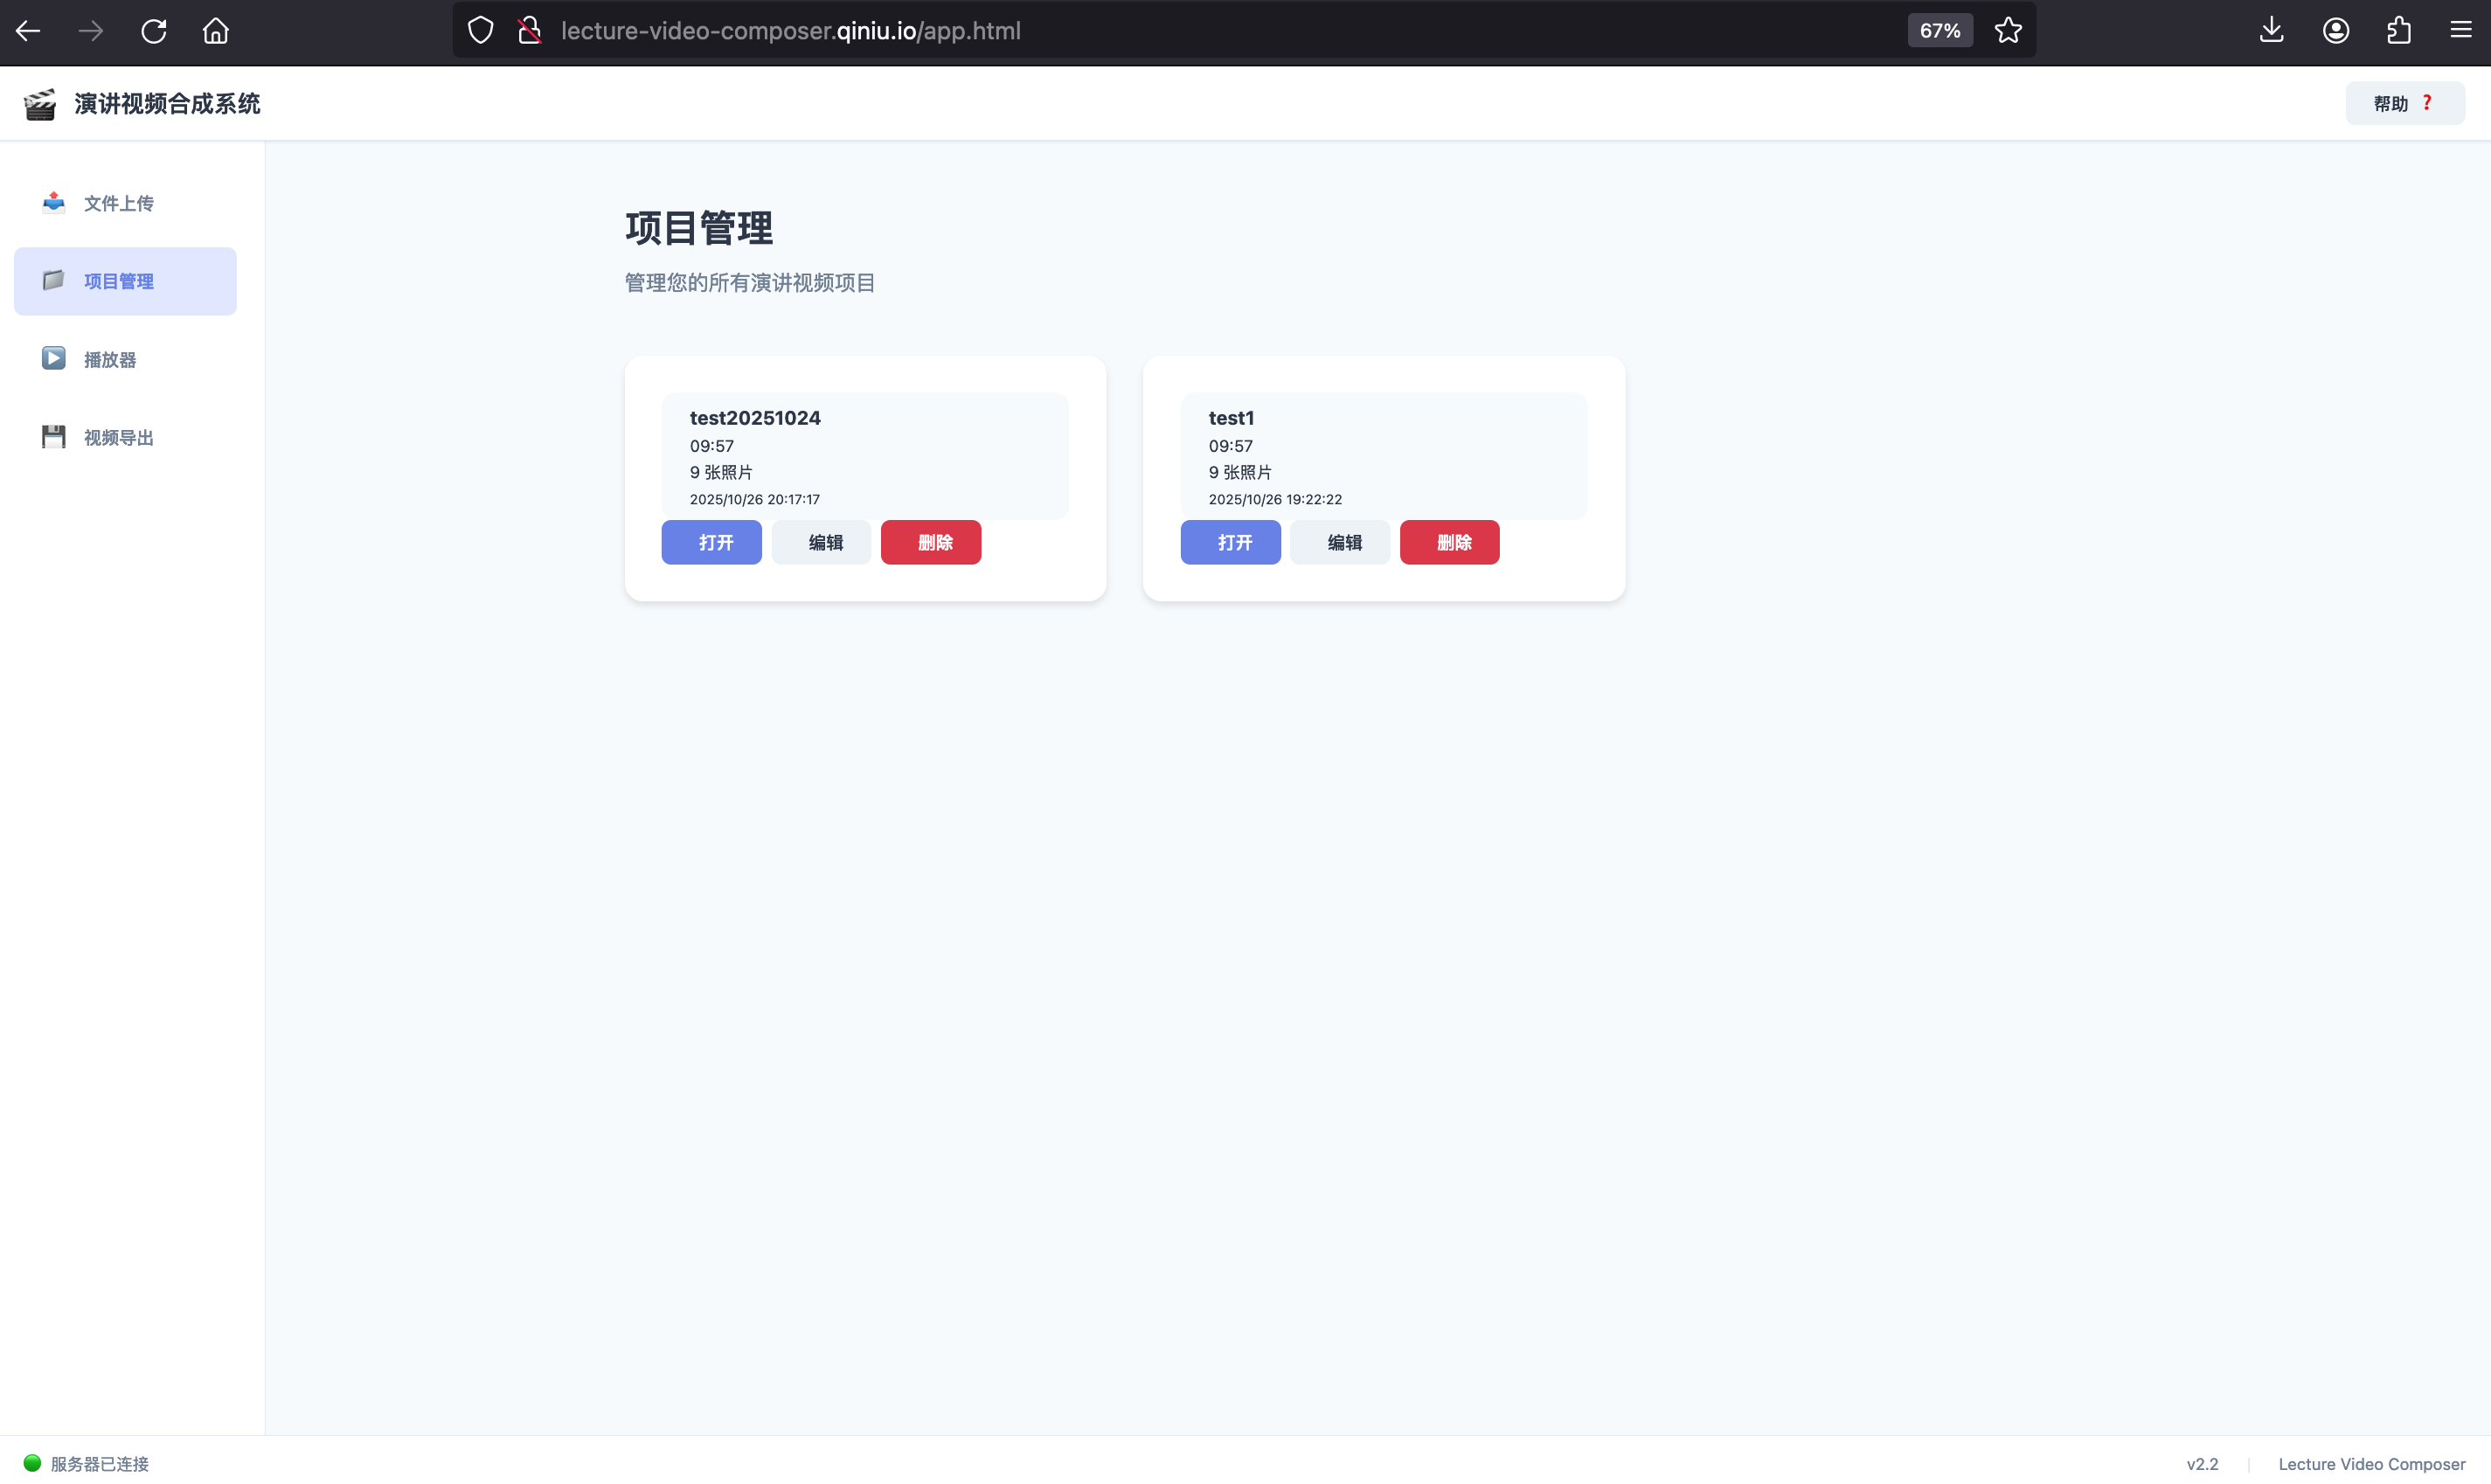 lecture-video-composer.qiniu.io/app.html
67%
演讲视频合成系统
帮助 ?
文件上传
项目管理
播放器
视频导出
项目管理
管理您的所有演讲视频项目
test20251024
09:57
9 张照片
2025/10/26 20:17:17
打开 编辑 删除
test1
09:57
9 张照片
2025/10/26 19:22:22
打开 编辑 删除
服务器已连接
v2.2 | Lecture Video Composer